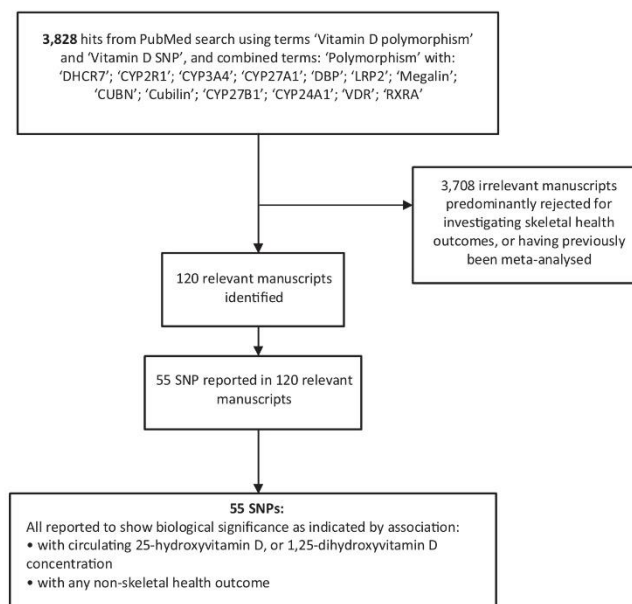 3,828 hits from PubMed search using terms ‘Vitamin D polymorphism’
and ‘Vitamin D SNP’, and combined terms: ‘Polymorphism’ with:
‘DHCR7’; ‘CYP2R1’; ‘CYP3A4’; ‘CYP27A1’; ‘DBP’; ‘LRP2’; ‘Megalin’;
‘CUBN’; ‘Cubilin’; ‘CYP27B1’; ‘CYP24A1’; ‘VDR’; ‘RXRA’
3,708 irrelevant manuscripts
predominantly rejected for
investigating skeletal health
outcomes, or having previously
been meta-analysed
120 relevant manuscripts
identified
55 SNP reported in 120 relevant
manuscripts
55 SNPs:
All reported to show biological significance as indicated by association:
• with circulating 25-hydroxyvitamin D, or 1,25-dihydroxyvitamin D
concentration
• with any non-skeletal health outcome